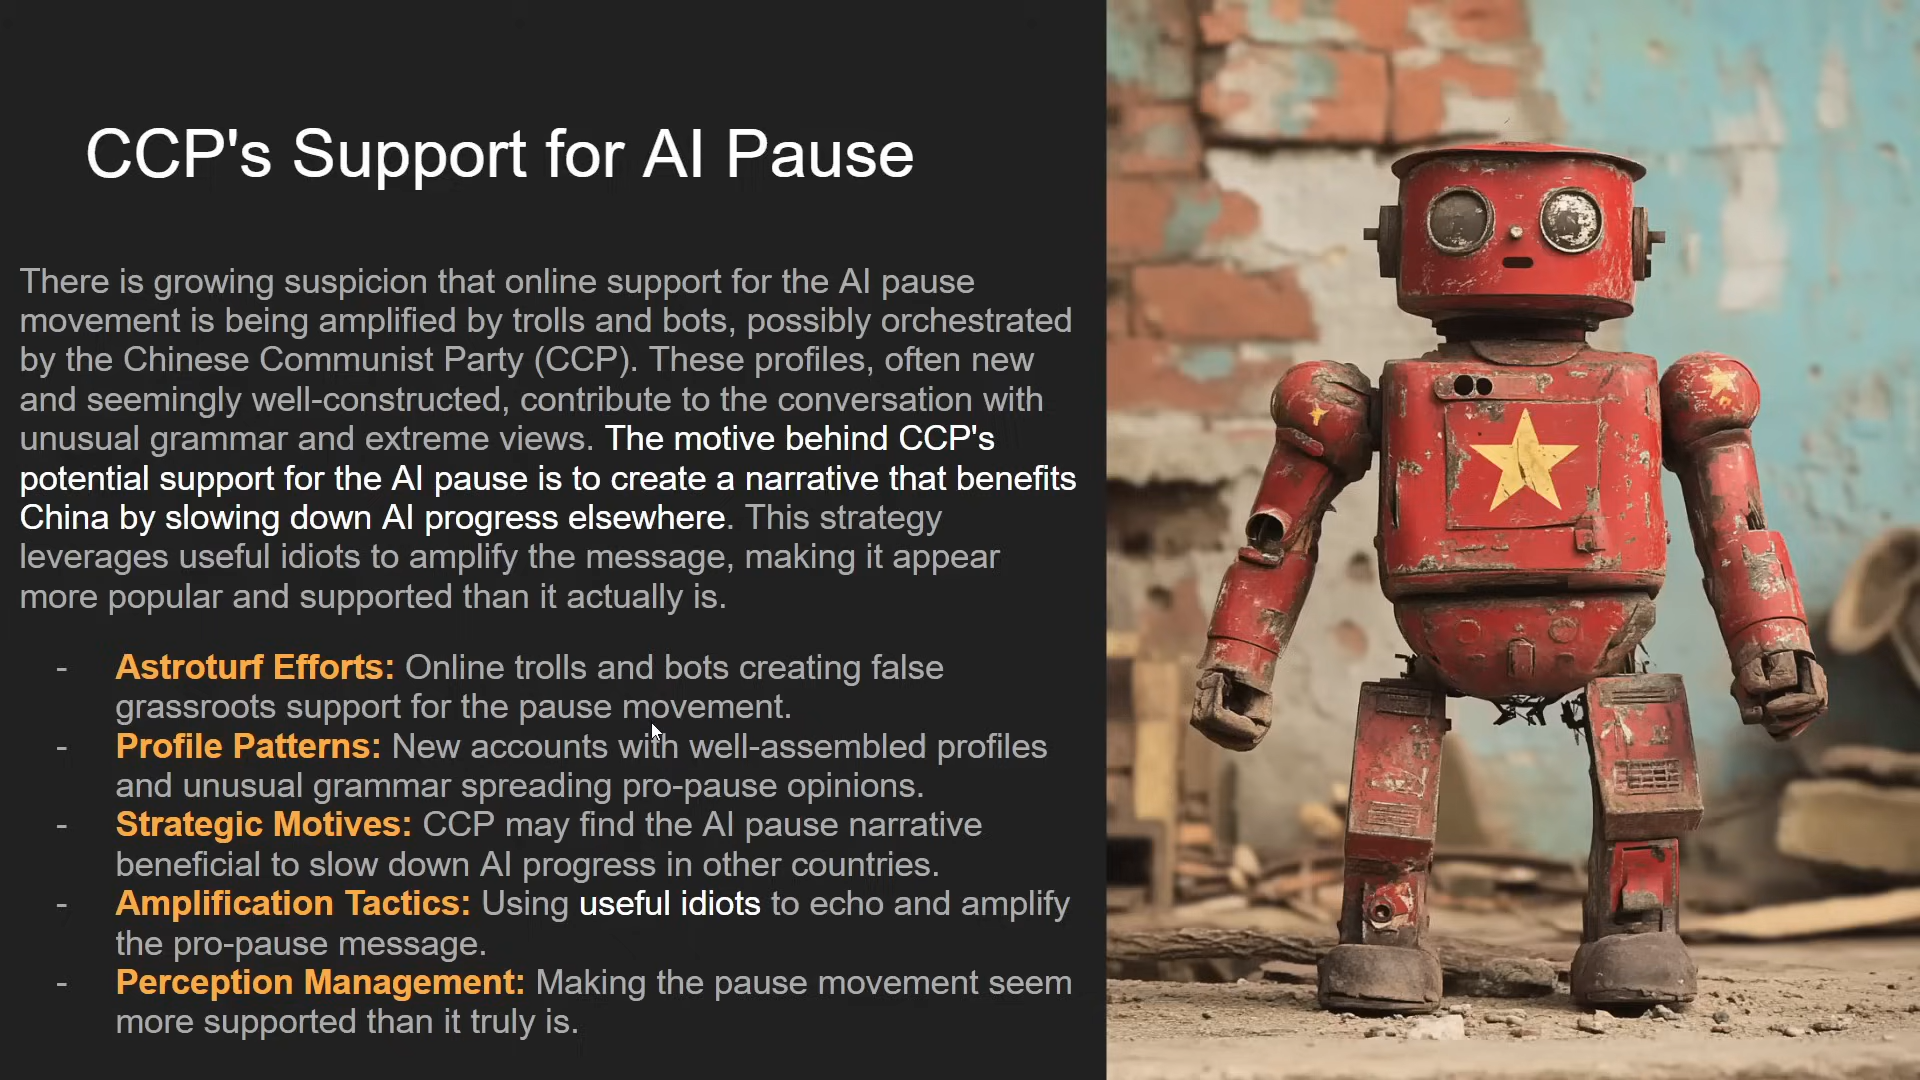 CCP's Support for AI Pause
There is growing suspicion that online support for the AI pause
movement is being amplified by trolls and bots, possibly orchestrated
by the Chinese Communist Party (CCP). These profiles, often new
and seemingly well-constructed, contribute to the conversation with
unusual grammar and extreme views. The motive behind CCP's
potential support for the AI pause is to create a narrative that benefits
China by slowing down AI progress elsewhere. This strategy
leverages useful idiots to amplify the message, making it appear
more popular and supported than it actually is.
- Astroturf Efforts: Online trolls and bots creating false
grassroots support for the pause movement.
- Profile Patterns: New accounts with well-assembled profiles
and unusual grammar spreading pro-pause opinions.
- Strategic Motives: CCP may find the AI pause narrative
beneficial to slow down AI progress in other countries.
- Amplification Tactics: Using useful idiots to echo and amplify
the pro-pause message.
- Perception Management: Making the pause movement seem
more supported than it truly is.